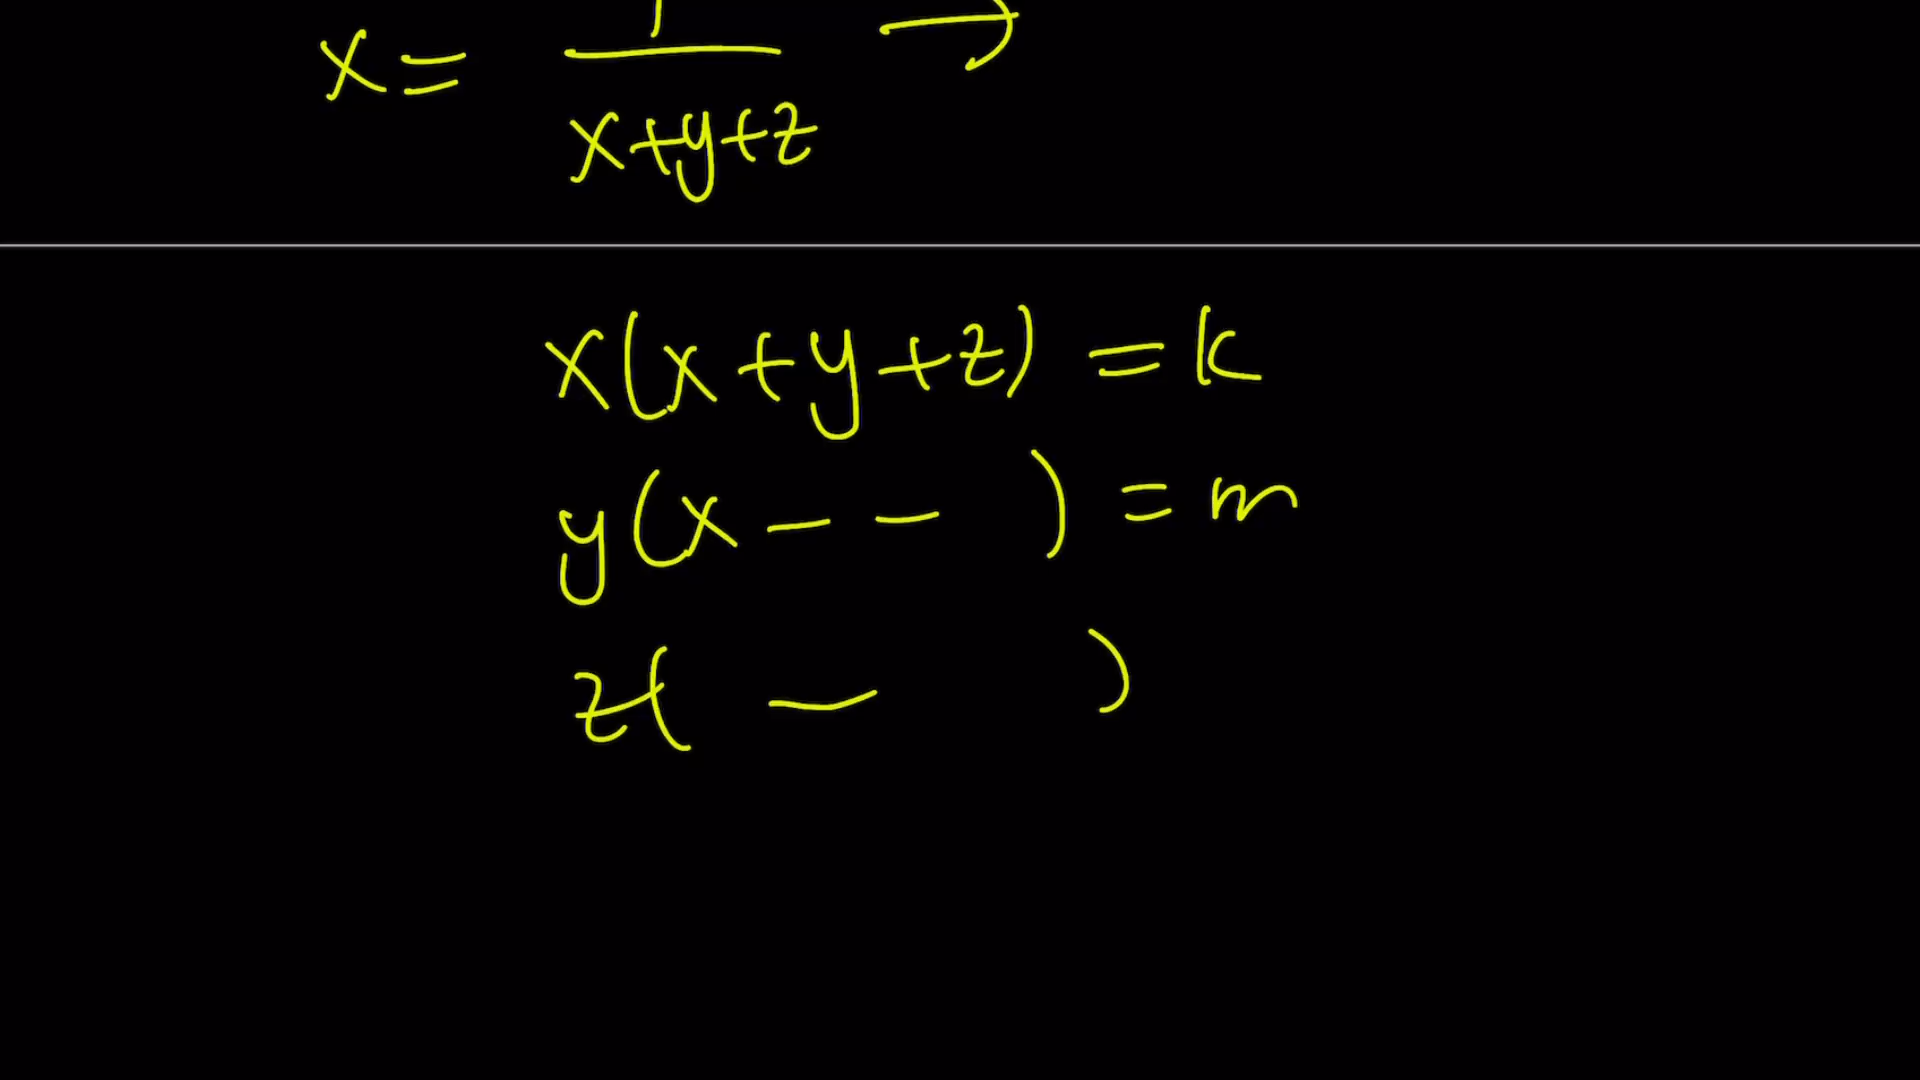 x = 1/(x+y+z) →
x(x+y+z) = k
y(x - - ) = m
z( — )